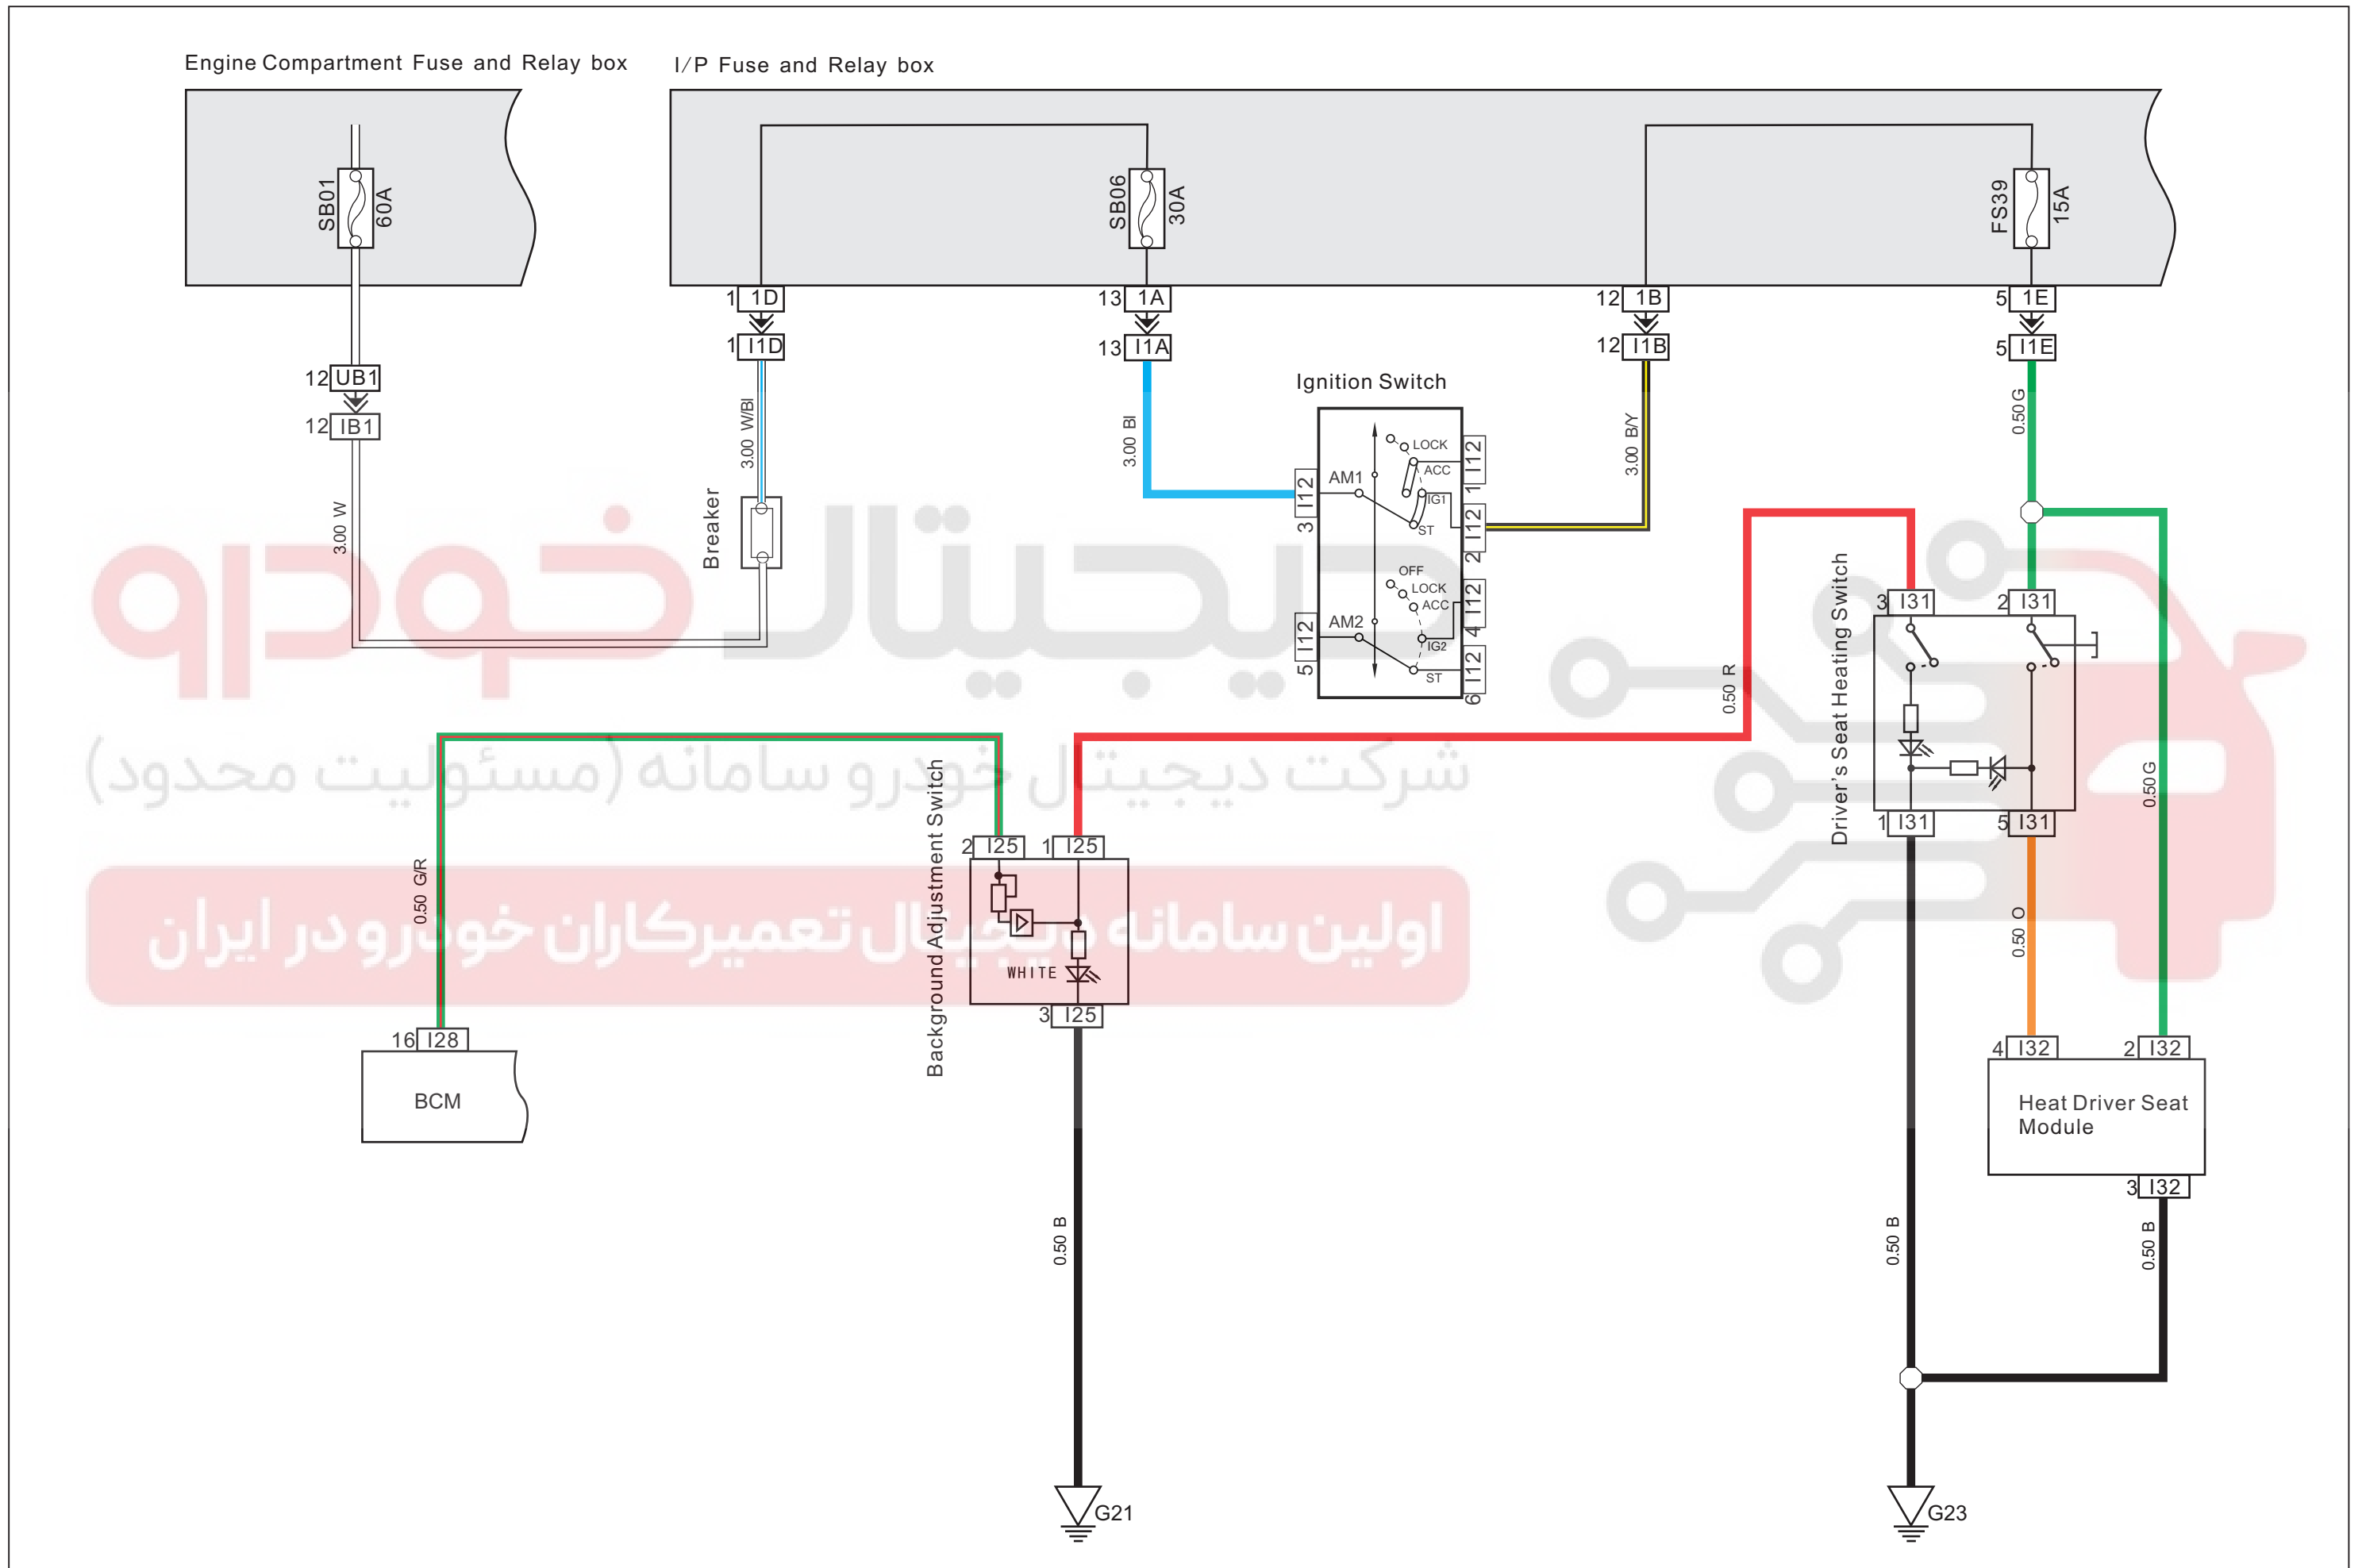 Engine Compartment Fuse and Relay box
I/P Fuse and Relay box
SB01
60A
SB06
30A
FS39
15A
1 1D
13 1A
12 1B
5 1E
1 I1D
13 I1A
12 I1B
5 I1E
12 UB1
12 IB1
3.00 W/Bl
3.00 Bl
3.00 B/Y
0.50G
3.00 W
Breaker
Ignition Switch
LOCK
ACC
AM1
IG1
ST
OFF
LOCK
ACC
AM2
IG2
ST
3 I12
5 I12
1 I12
2 I12
4 I12
6 I12
دیجیتال خودرو
شرکت دیجیتال خودرو سامانه (مسئولیت محدود)
اولین سامانه دیجیتال تعمیرکاران خودرو در ایران
0.50 R
Driver's Seat Heating Switch
3 I31
2 I31
1 I31
5 I31
0.50G
0.50 O
0.50 G/R
Background Adjustment Switch
2 I25
1 I25
WHITE
3 I25
16 I28
BCM
4 I32
2 I32
Heat Driver Seat
Module
3 I32
0.50 B
0.50 B
0.50 B
G21
G23